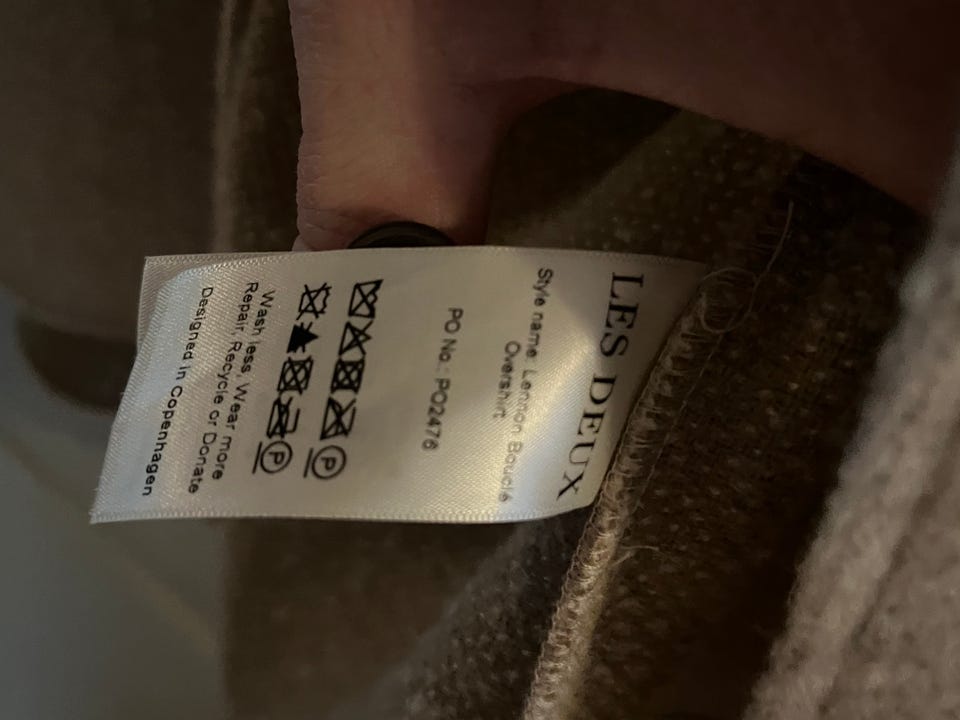 LES DEUX
Style name: Lennon Bouclé
Overshirt
PO No.: PO2476
P
P
Wash less, Wear more
Repair, Recycle or Donate
Designed in Copenhagen